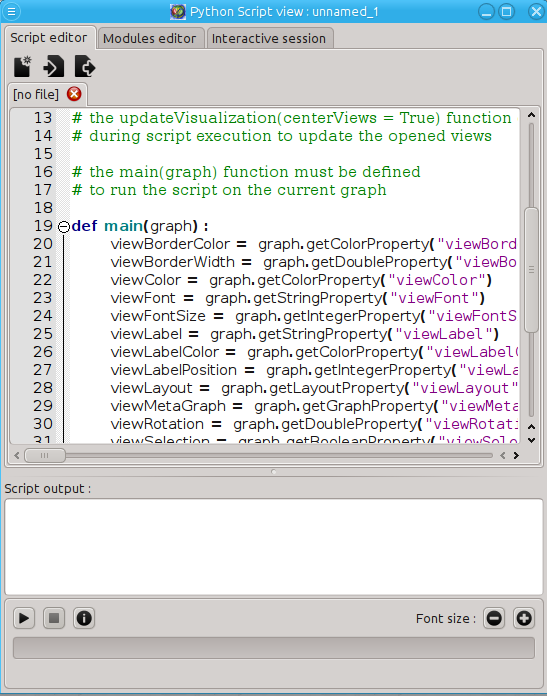 Python Script view : unnamed_1
Script editor Modules editor Interactive session
[no file]
13 # the updateVisualization(centerViews = True) function
14 # during script execution to update the opened views
15
16 # the main(graph) function must be defined
17 # to run the script on the current graph
18
19 def main(graph) :
20 viewBorderColor = graph.getColorProperty("viewBord
21 viewBorderWidth = graph.getDoubleProperty("viewBo
22 viewColor = graph.getColorProperty("viewColor")
23 viewFont = graph.getStringProperty("viewFont")
24 viewFontSize = graph.getIntegerProperty("viewFontS
25 viewLabel = graph.getStringProperty("viewLabel")
26 viewLabelColor = graph.getColorProperty("viewLabel
27 viewLabelPosition = graph.getIntegerProperty("viewLa
28 viewLayout = graph.getLayoutProperty("viewLayout"
29 viewMetaGraph = graph.getGraphProperty("viewMeta
30 viewRotation = graph.getDoubleProperty("viewRotati
31 viewSelection = graph.getBooleanProperty("viewSele
Script output :
Font size :